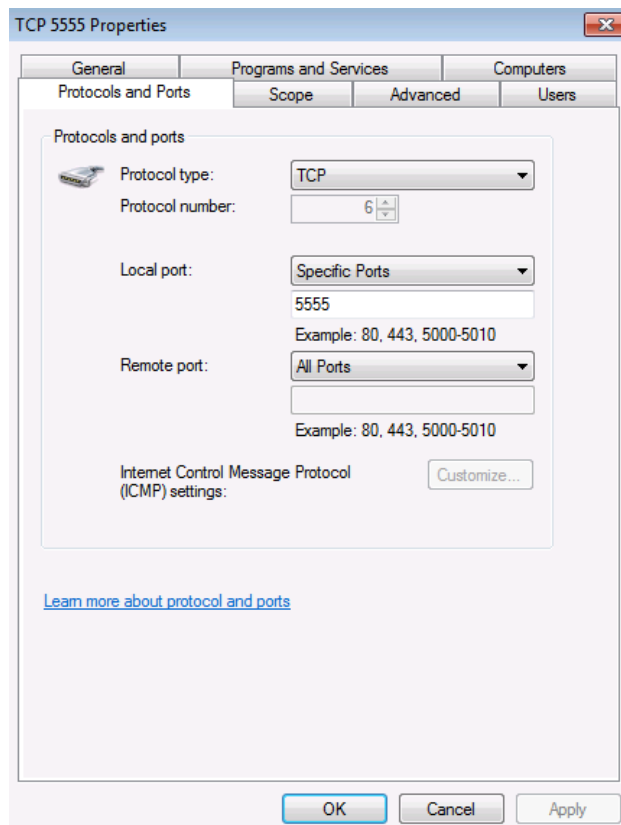 TCP 5555 Properties
General
Programs and Services
Computers
Protocols and Ports
Scope
Advanced
Users
Protocols and ports
Protocol type:
TCP
Protocol number:
6
Local port:
Specific Ports
5555
Example: 80, 443, 5000-5010
Remote port:
All Ports
Example: 80, 443, 5000-5010
Internet Control Message Protocol
(ICMP) settings:
Customize...
Learn more about protocol and ports
OK
Cancel
Apply